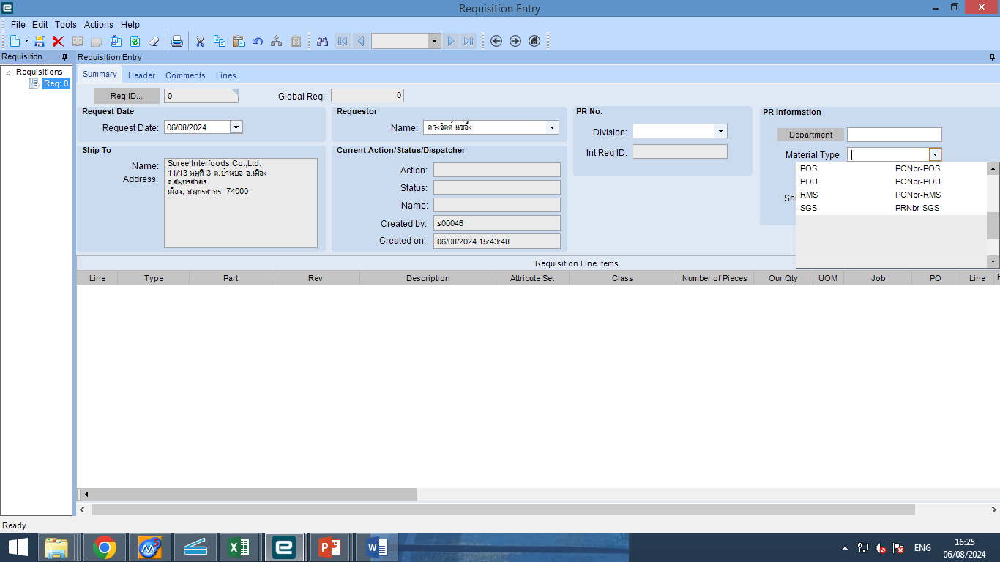 Requisition Entry
File Edit Tools Actions Help
Requisition... Requisition Entry
Requisitions
Req: 0
Summary Header Comments Lines
Req ID... 0 Global Req: 0
Request Date
Request Date: 06/08/2024
Requestor
Name: ดวงจิตต์ แซ่อึ้ง
PR No.
Division:
Int Req ID:
PR Information
Department
Material Type
POS PONbr-POS
POU PONbr-POU
RMS PONbr-RMS
SGS PRNbr-SGS
Shi
Ship To
Name: Suree Interfoods Co.,Ltd.
Address: 11/13 หมู่ที่ 3 ต.บ้านบ่อ อ.เมือง
จ.สมุทรสาคร
เมือง, สมุทรสาคร 74000
Current Action/Status/Dispatcher
Action:
Status:
Name:
Created by: s00046
Created on: 06/08/2024 15:43:48
Requisition Line Items
Line Type Part Rev Description Attribute Set Class Number of Pieces Our Qty UOM Job PO Line
Ready
ENG 16:25
06/08/2024